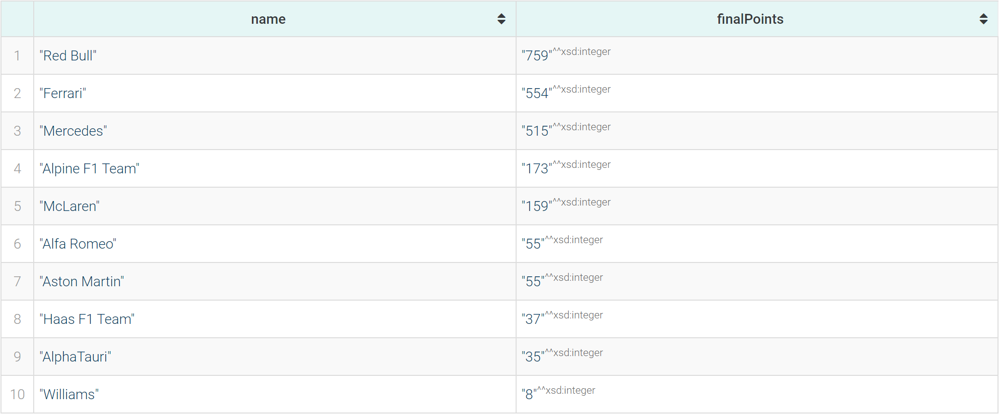 name finalPoints
1 "Red Bull" "759"^^xsd:integer
2 "Ferrari" "554"^^xsd:integer
3 "Mercedes" "515"^^xsd:integer
4 "Alpine F1 Team" "173"^^xsd:integer
5 "McLaren" "159"^^xsd:integer
6 "Alfa Romeo" "55"^^xsd:integer
7 "Aston Martin" "55"^^xsd:integer
8 "Haas F1 Team" "37"^^xsd:integer
9 "AlphaTauri" "35"^^xsd:integer
10 "Williams" "8"^^xsd:integer